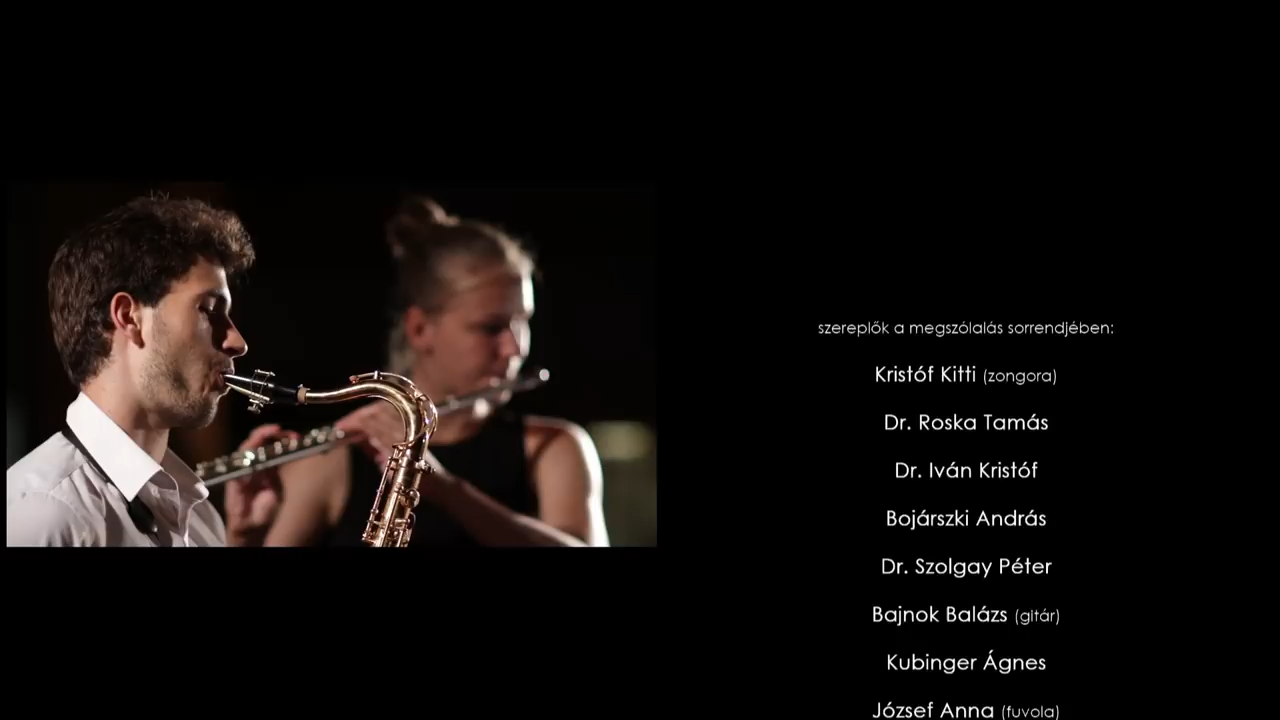 szereplők a megszólalás sorrendjében:
Kristóf Kitti (zongora)
Dr. Roska Tamás
Dr. Iván Kristóf
Bojárszki András
Dr. Szolgay Péter
Bajnok Balázs (gitár)
Kubinger Ágnes
József Anna (fuvola)